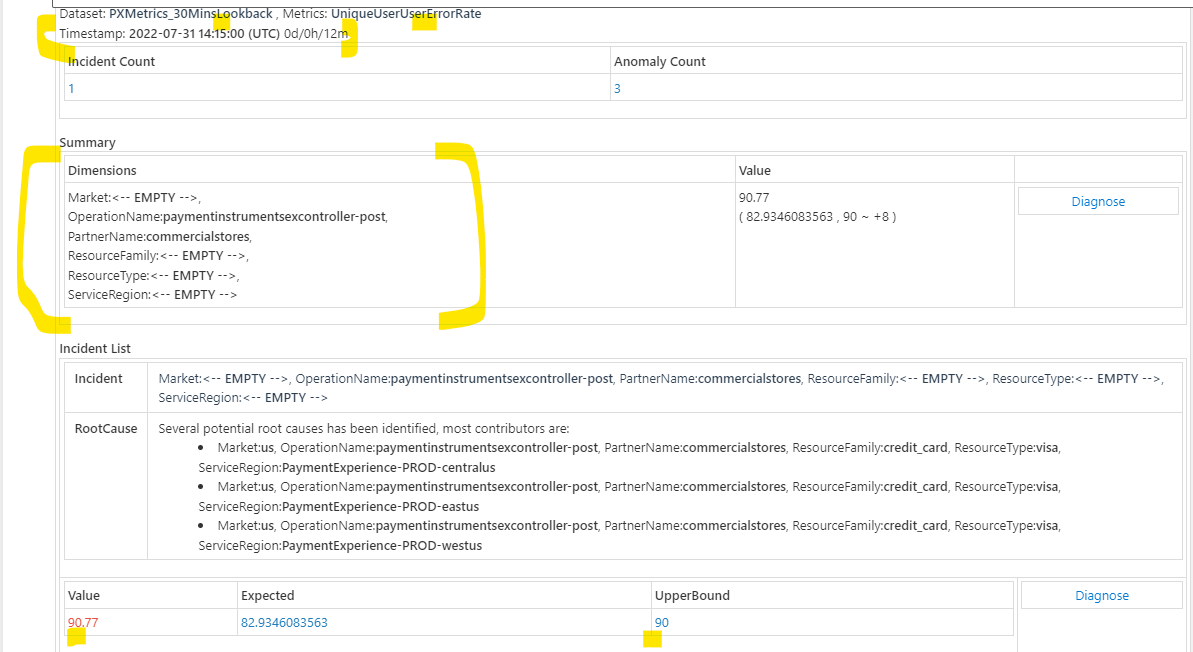 Dataset: PXMetrics_30MinsLookback , Metrics: UniqueUserUserErrorRate
Timestamp: 2022-07-31 14:15:00 (UTC) 0d/0h/12m
Incident Count Anomaly Count
1 3
Summary
Dimensions Value
Market:<-- EMPTY -->, 90.77
OperationName:paymentinstrumentsexcontroller-post, ( 82.9346083563 , 90 ~ +8 ) Diagnose
PartnerName:commercialstores,
ResourceFamily:<-- EMPTY -->,
ResourceType:<-- EMPTY -->,
ServiceRegion:<-- EMPTY -->
Incident List
Incident Market:<-- EMPTY -->, OperationName:paymentinstrumentsexcontroller-post, PartnerName:commercialstores, ResourceFamily:<-- EMPTY -->, ResourceType:<-- EMPTY -->,
ServiceRegion:<-- EMPTY -->
RootCause Several potential root causes has been identified, most contributors are:
• Market:us, OperationName:paymentinstrumentsexcontroller-post, PartnerName:commercialstores, ResourceFamily:credit_card, ResourceType:visa,
ServiceRegion:PaymentExperience-PROD-centralus
• Market:us, OperationName:paymentinstrumentsexcontroller-post, PartnerName:commercialstores, ResourceFamily:credit_card, ResourceType:visa,
ServiceRegion:PaymentExperience-PROD-eastus
• Market:us, OperationName:paymentinstrumentsexcontroller-post, PartnerName:commercialstores, ResourceFamily:credit_card, ResourceType:visa,
ServiceRegion:PaymentExperience-PROD-westus
Value Expected UpperBound Diagnose
90.77 82.9346083563 90